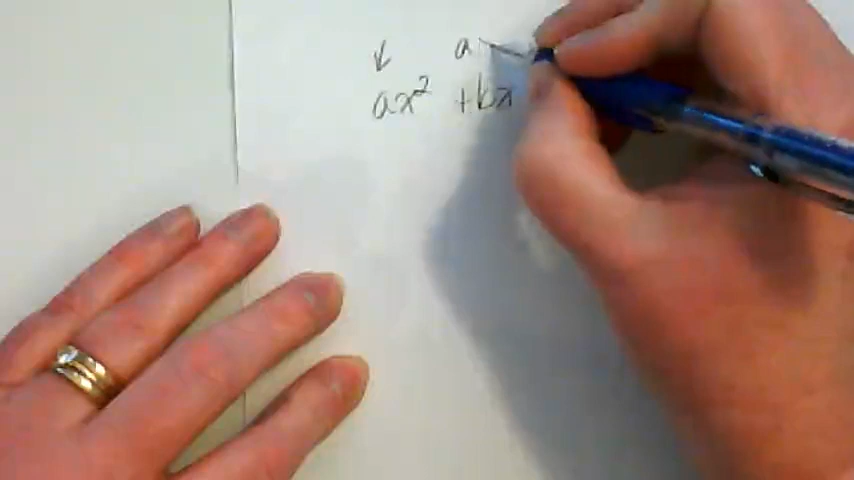 ↓ a
ax² + bx